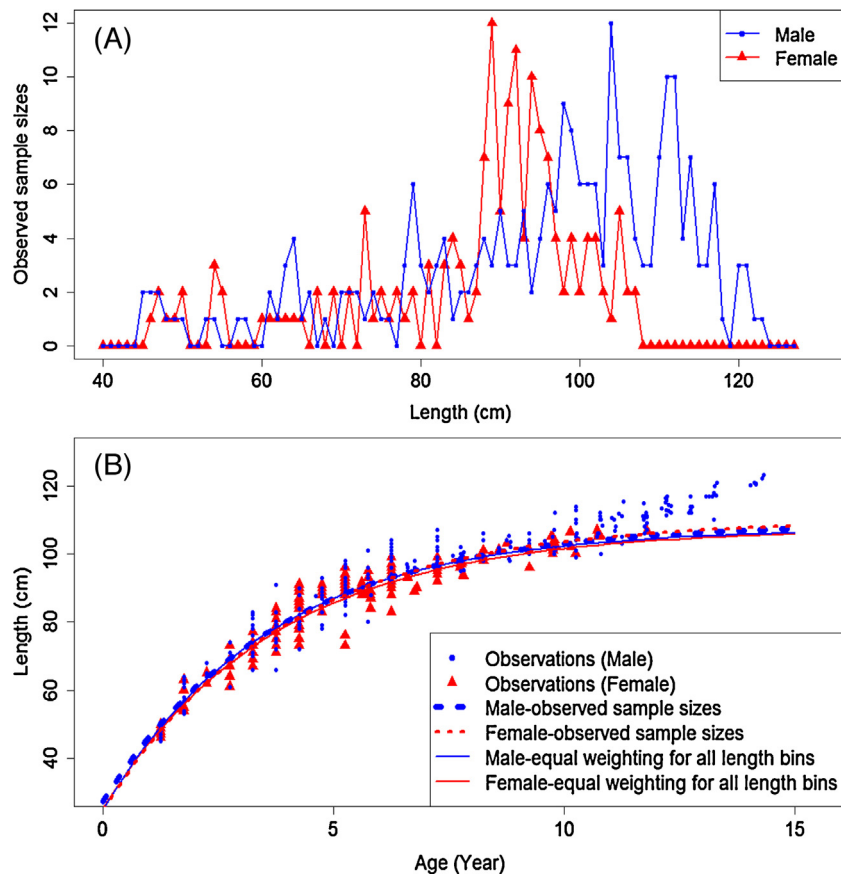 (A)
Male
Female
Observed sample sizes
12
10
8
6
4
2
0
40
60
80
100
120
Length (cm)
(B)
Length (cm)
120
100
80
60
40
Observations (Male)
Observations (Female)
Male-observed sample sizes
Female-observed sample sizes
Male-equal weighting for all length bins
Female-equal weighting for all length bins
0
5
10
15
Age (Year)